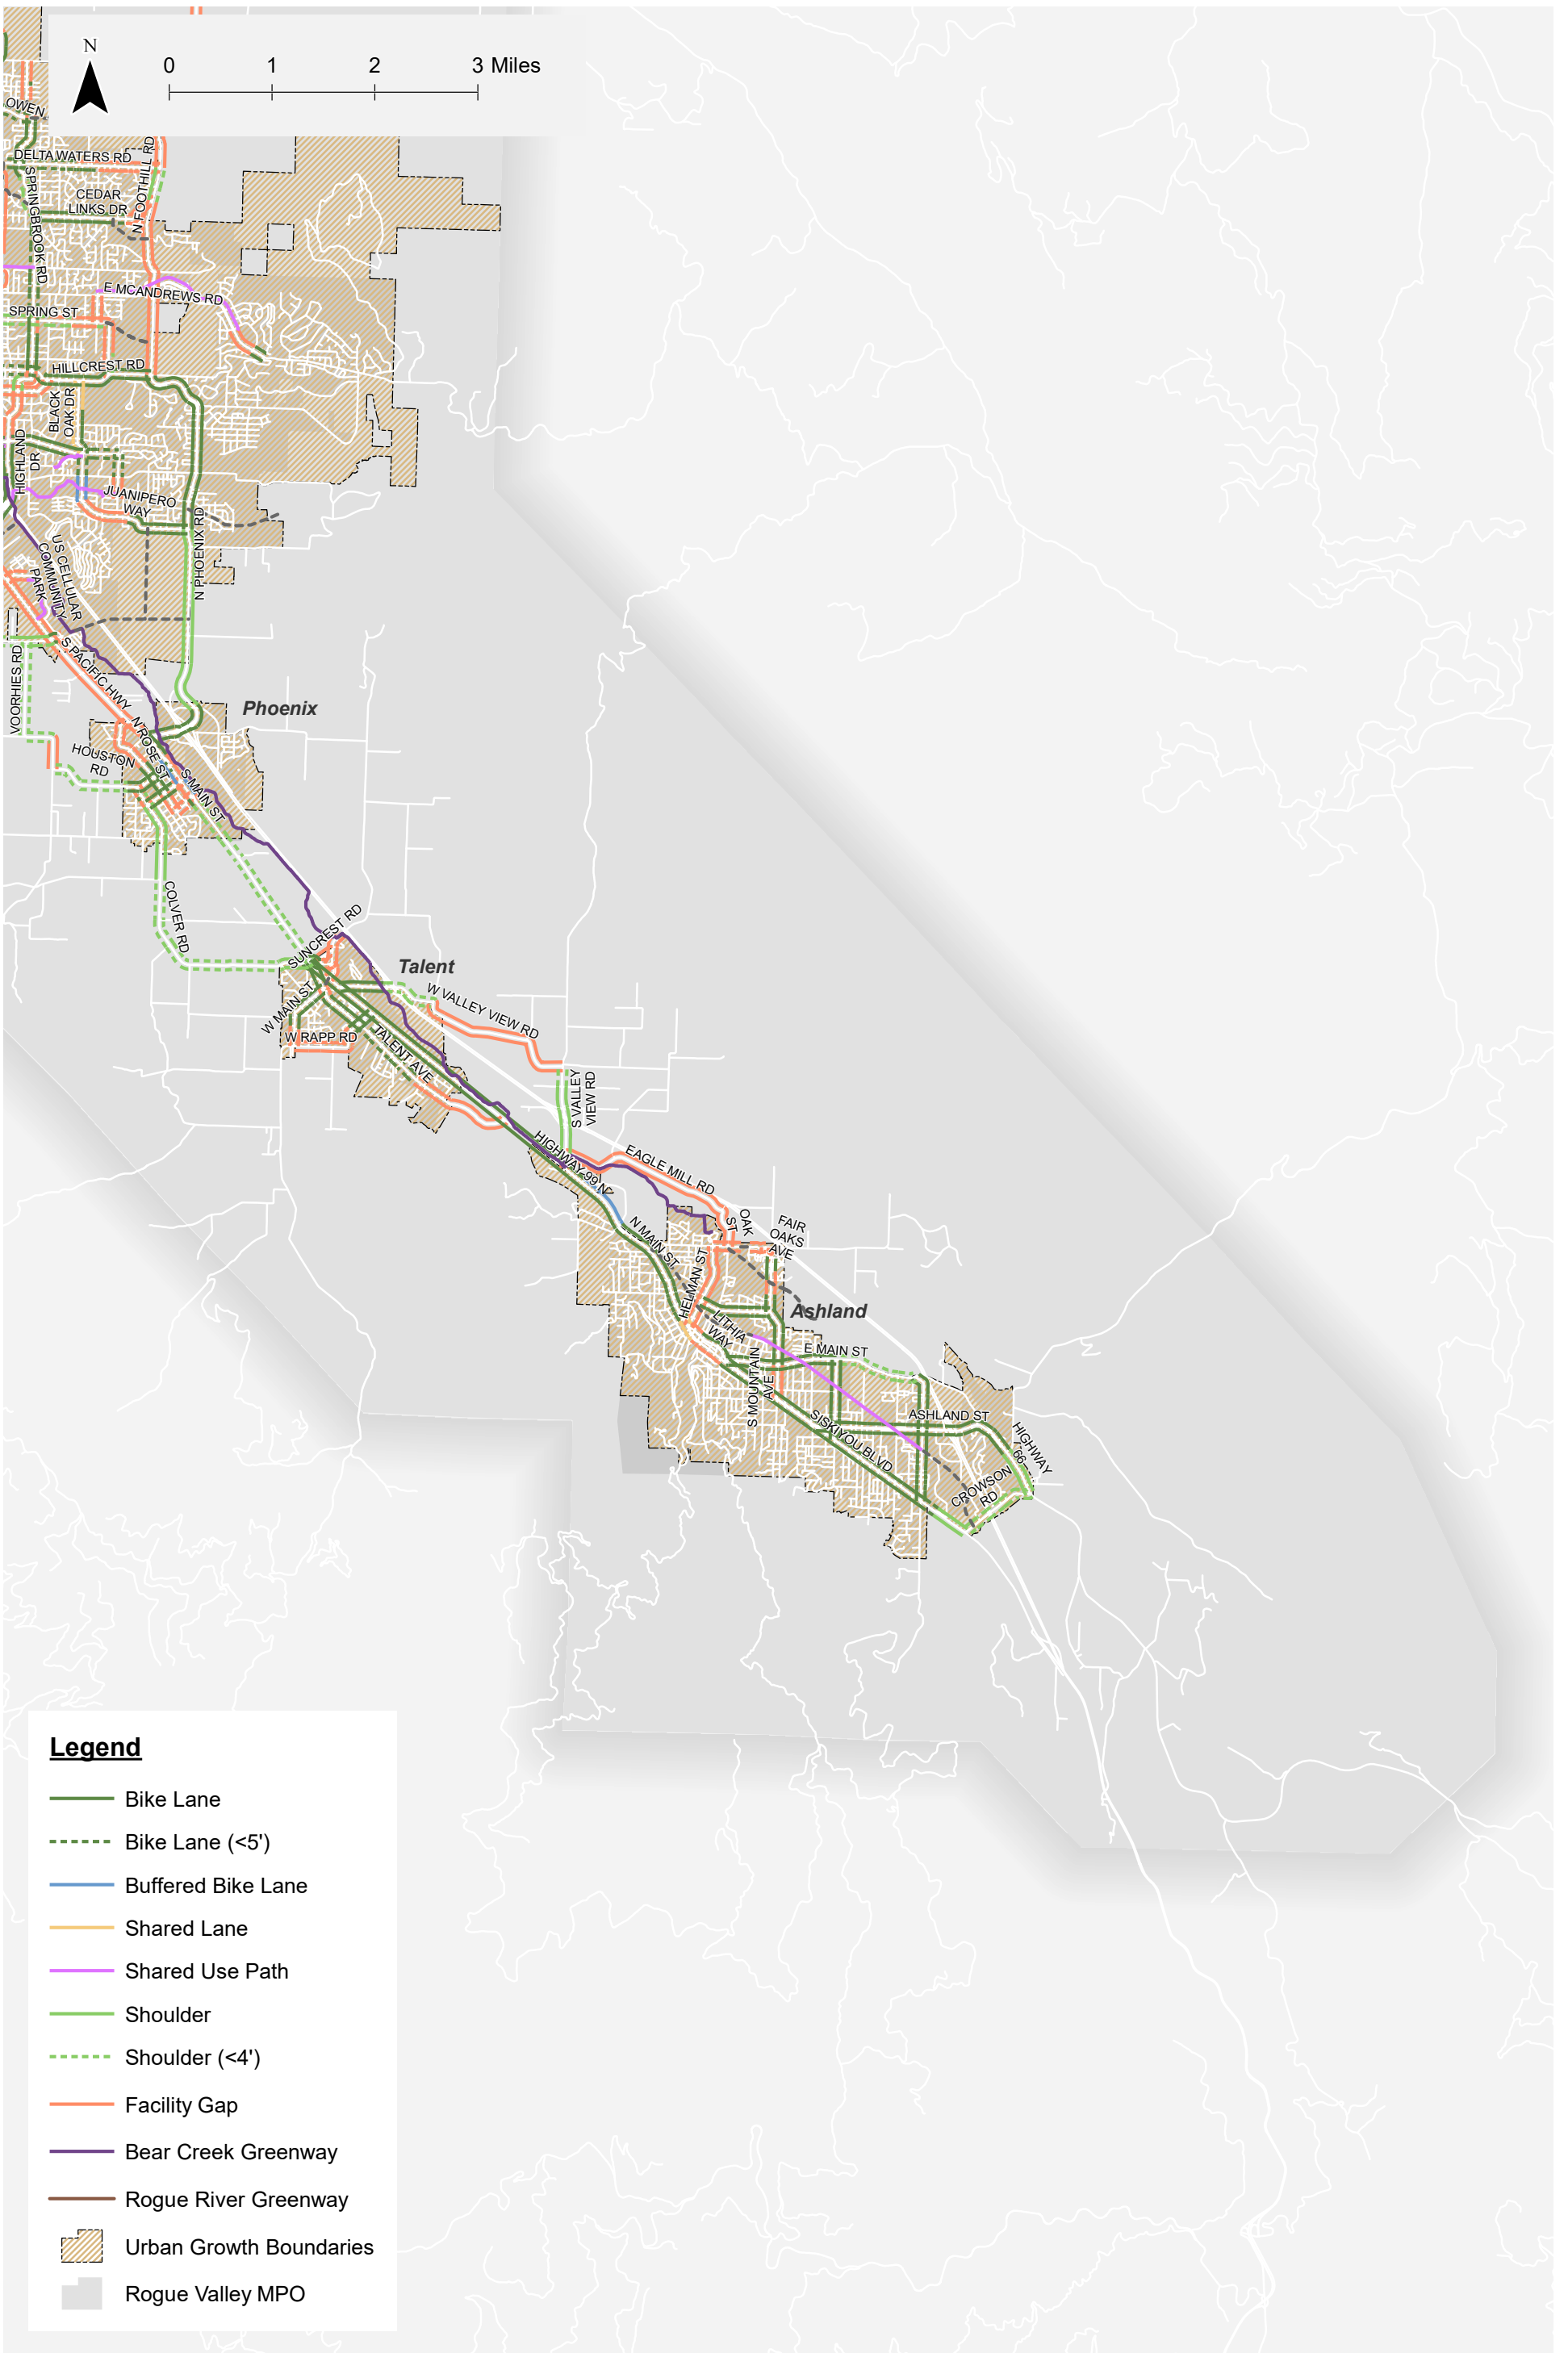 N
0 1 2 3 Miles
OWEN
DELTA WATERS RD
N FOOTHILL RD
SPRINGBROOK RD
CEDAR
LINKS DR
E MCANDREWS RD
SPRING ST
HILLCREST RD
BLACK
OAK DR
HIGHLAND
DR
JUANIPERO
WAY
N PHOENIX RD
US CELLULAR
COMMUNITY
PARK
VOORHIES RD
S PACIFIC HWY
Phoenix
N ROSE ST
HOUSTON
RD
S MAIN ST
COLVER RD
SUNCREST RD
Talent
W VALLEY VIEW RD
W MAIN ST
W RAPP RD
TALENT AVE
S VALLEY
VIEW RD
HIGHWAY 99 N
EAGLE MILL RD
OAK
ST
FAIR
OAKS
AVE
N MAIN ST
HELMAN ST
Ashland
LITHIA
WAY
E MAIN ST
S MOUNTAIN
AVE
ASHLAND ST
SISKIYOU BLVD
HIGHWAY
66
CROWSON
RD
Legend
Bike Lane
Bike Lane (<5')
Buffered Bike Lane
Shared Lane
Shared Use Path
Shoulder
Shoulder (<4')
Facility Gap
Bear Creek Greenway
Rogue River Greenway
Urban Growth Boundaries
Rogue Valley MPO